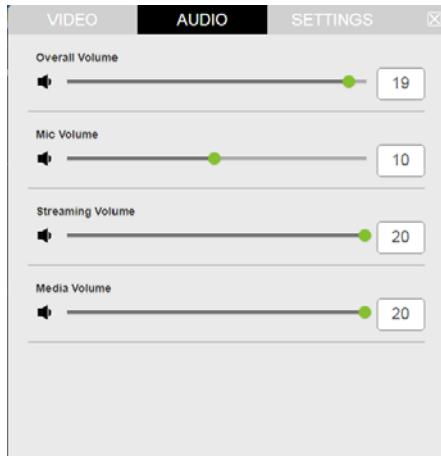 VIDEO AUDIO SETTINGS
Overall Volume
19
Mic Volume
10
Streaming Volume
20
Media Volume
20